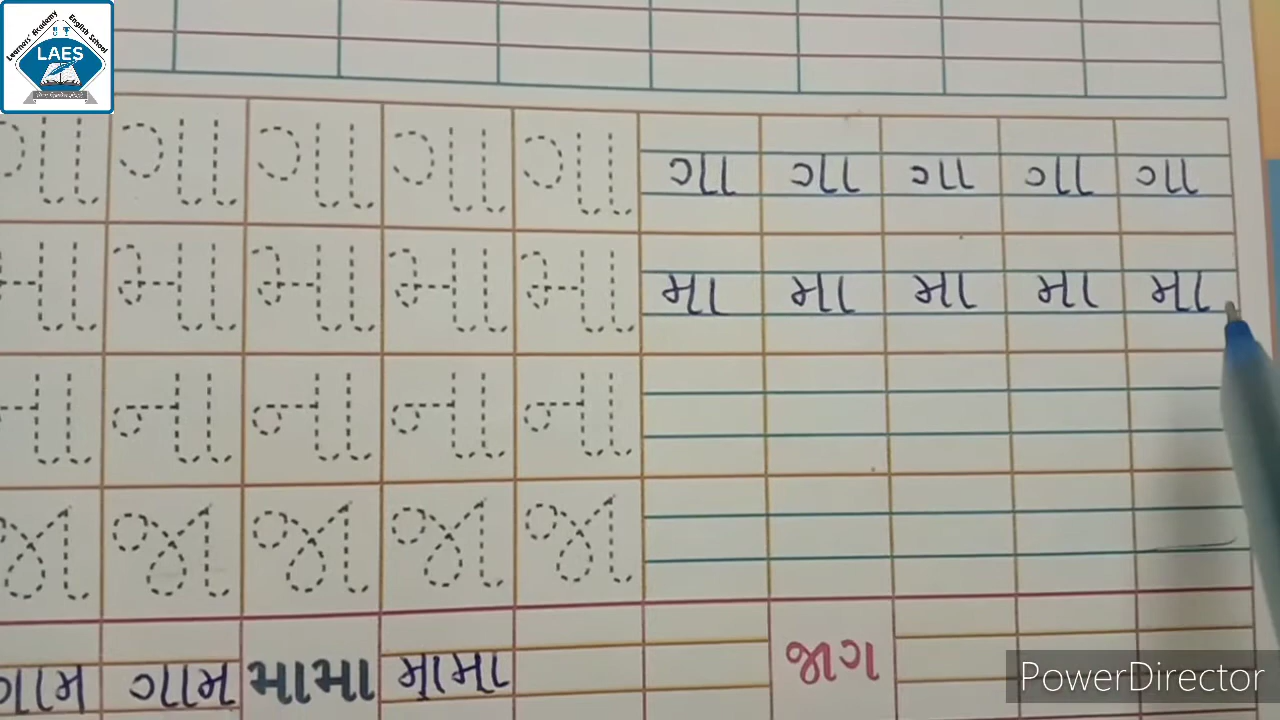 Learners' Academy English School
LAES
ગા ગા ગા ગા ગા ગા ગા ગા ગા ગા
મા મા મા મા મા મા મા મા મા મા
ના ના ના ના ના
જા જા જા જા જા
ગામ ગામ મામા મામા જાગ
PowerDirector